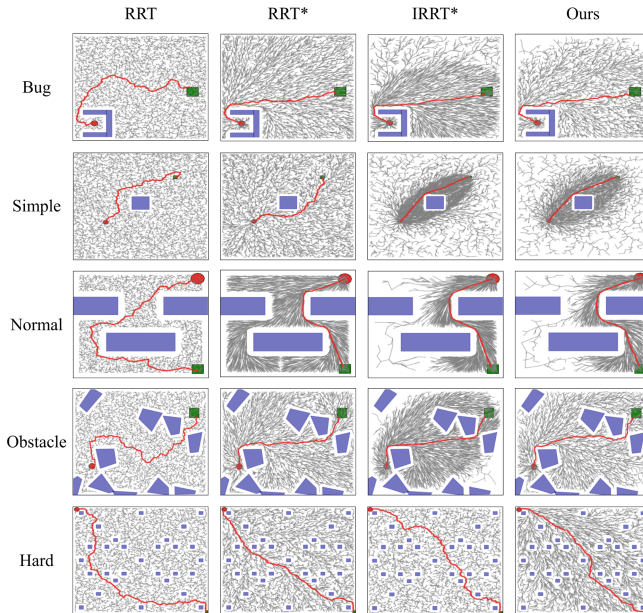 RRT RRT* IRRT* Ours
Bug
Simple
Normal
Obstacle
Hard